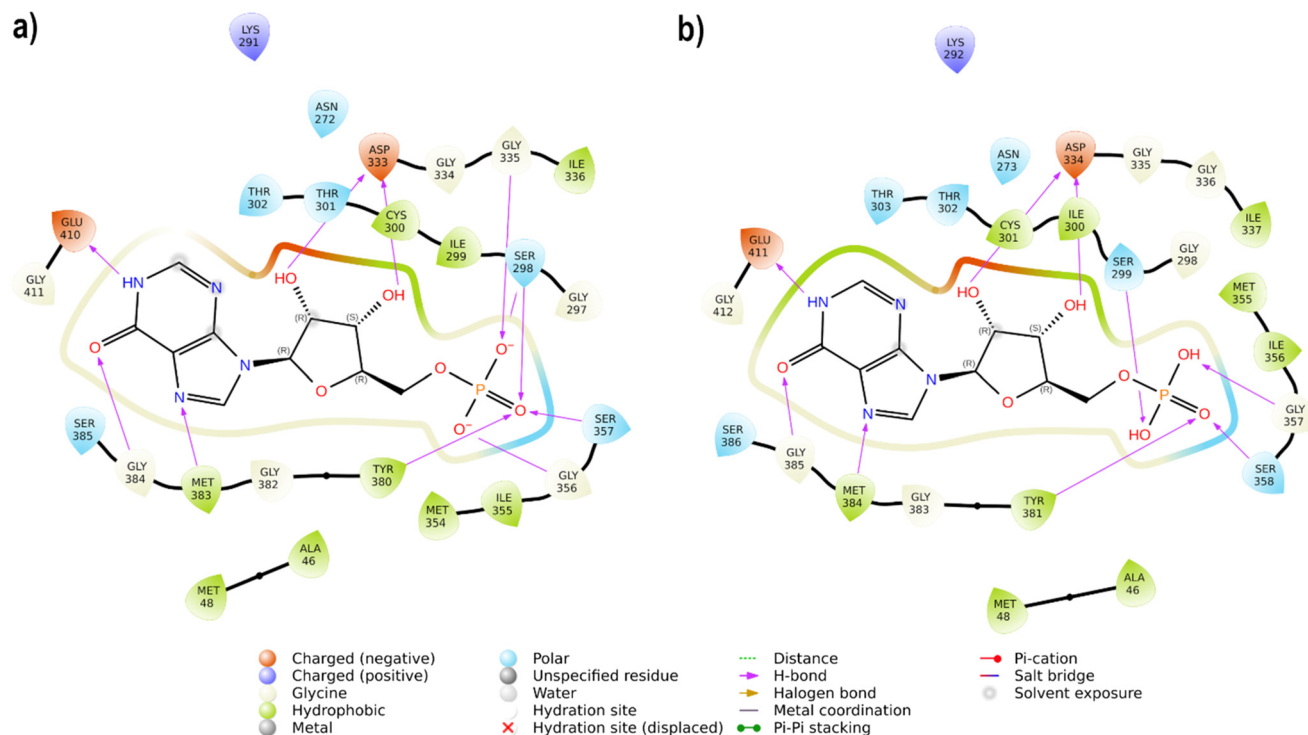 a)
LYS
291
ASN
272
ASP
333
GLY
334
GLY
335
ILE
336
THR
302
THR
301
CYS
300
ILE
299
SER
298
GLY
297
GLU
410
GLY
411
HO
OH
(R)
(S)
NH
N
O
N
N
(R)
O
(R)
O
O⁻
P
O
O⁻
SER
385
GLY
384
MET
383
GLY
382
TYR
380
SER
357
GLY
356
ILE
355
MET
354
ALA
46
MET
48
b)
LYS
292
ASN
273
ASP
334
GLY
335
GLY
336
ILE
337
THR
303
THR
302
CYS
301
ILE
300
SER
299
GLY
298
GLU
411
GLY
412
MET
355
ILE
356
GLY
357
SER
358
HO
OH
(R)
(S)
NH
N
O
N
N
(R)
O
(R)
O
OH
P
O
HO
SER
386
GLY
385
MET
384
GLY
383
TYR
381
ALA
46
MET
48
Charged (negative)
Charged (positive)
Glycine
Hydrophobic
Metal
Polar
Unspecified residue
Water
Hydration site
Hydration site (displaced)
Distance
H-bond
Halogen bond
Metal coordination
Pi-Pi stacking
Pi-cation
Salt bridge
Solvent exposure